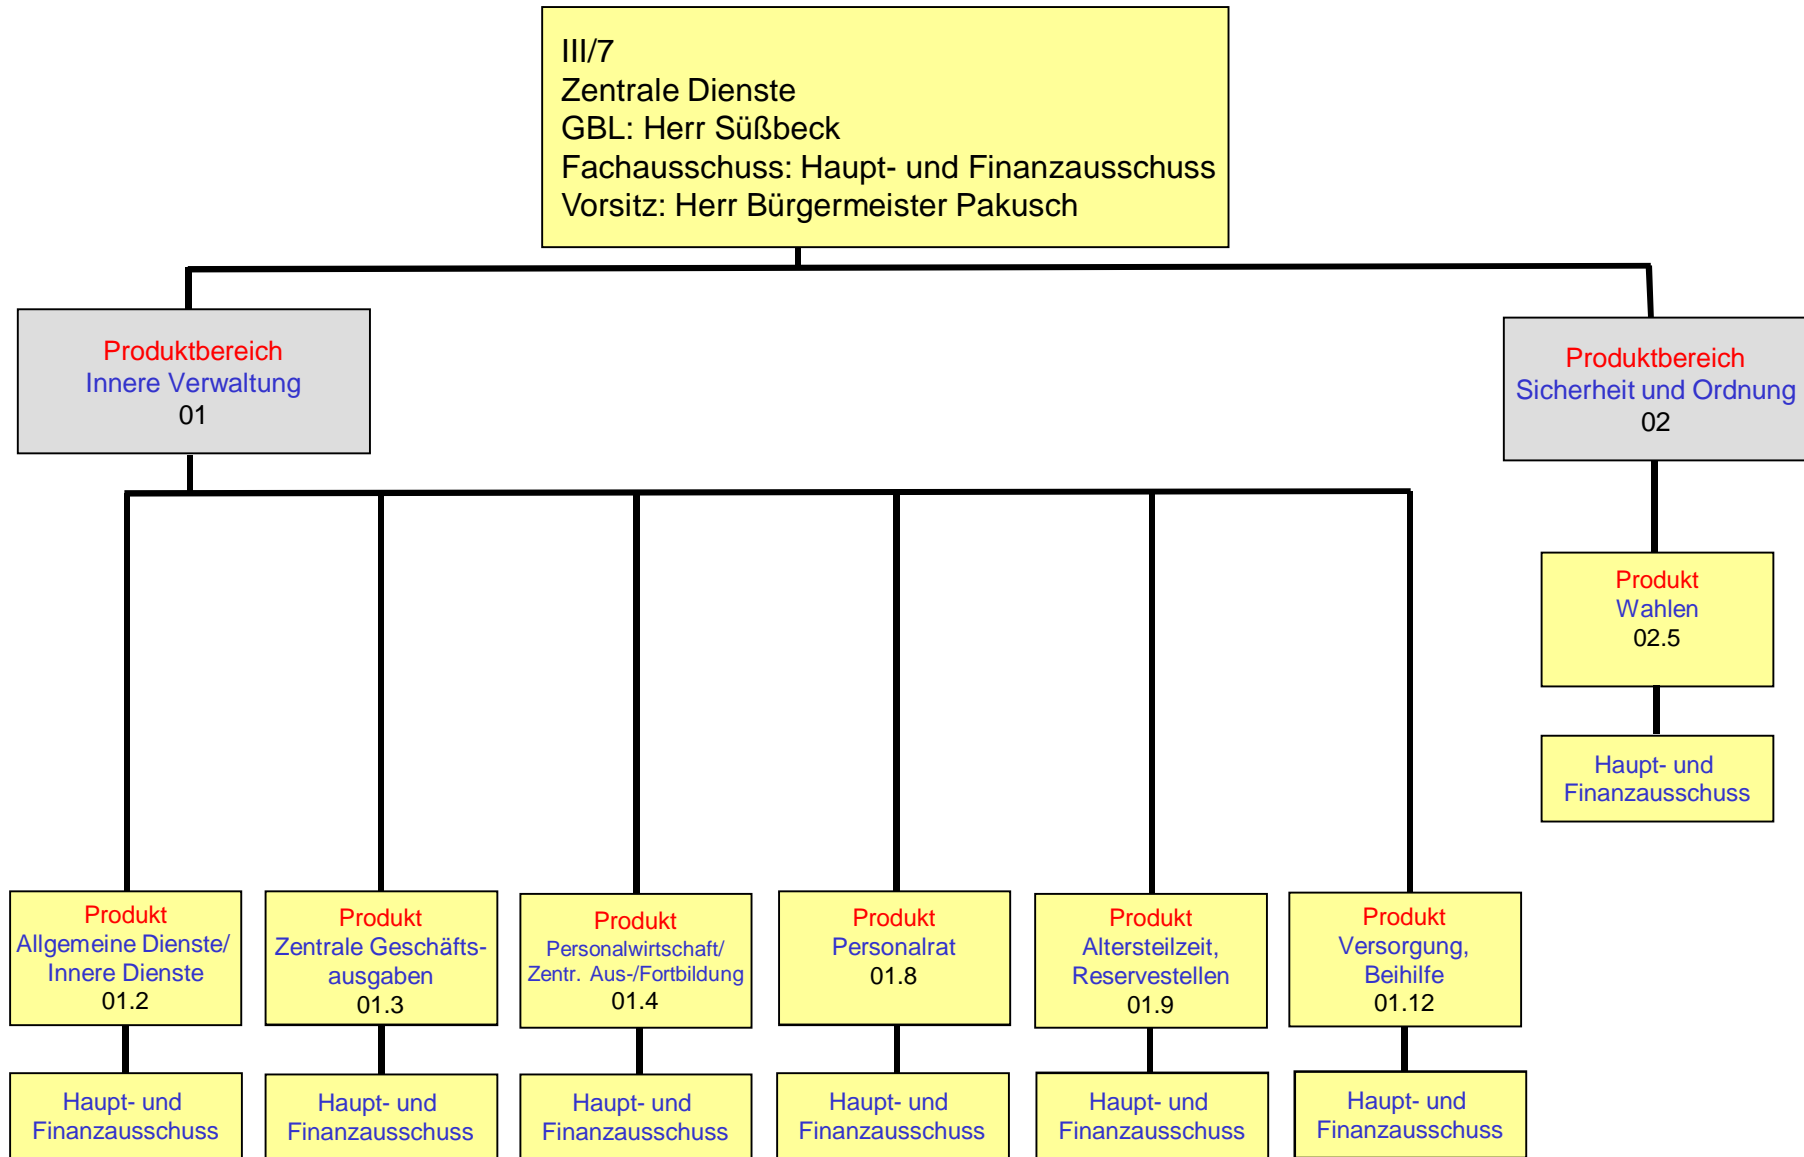 III/7
Zentrale Dienste
GBL: Herr Süßbeck
Fachausschuss: Haupt- und Finanzausschuss
Vorsitz: Herr Bürgermeister Pakusch
Produktbereich
Innere Verwaltung
01
Produktbereich
Sicherheit und Ordnung
02
Produkt
Wahlen
02.5
Haupt- und
Finanzausschuss
Produkt
Allgemeine Dienste/
Innere Dienste
01.2
Produkt
Zentrale Geschäfts-
ausgaben
01.3
Produkt
Personalwirtschaft/
Zentr. Aus-/Fortbildung
01.4
Produkt
Personalrat
01.8
Produkt
Altersteilzeit,
Reservestellen
01.9
Produkt
Versorgung,
Beihilfe
01.12
Haupt- und
Finanzausschuss
Haupt- und
Finanzausschuss
Haupt- und
Finanzausschuss
Haupt- und
Finanzausschuss
Haupt- und
Finanzausschuss
Haupt- und
Finanzausschuss